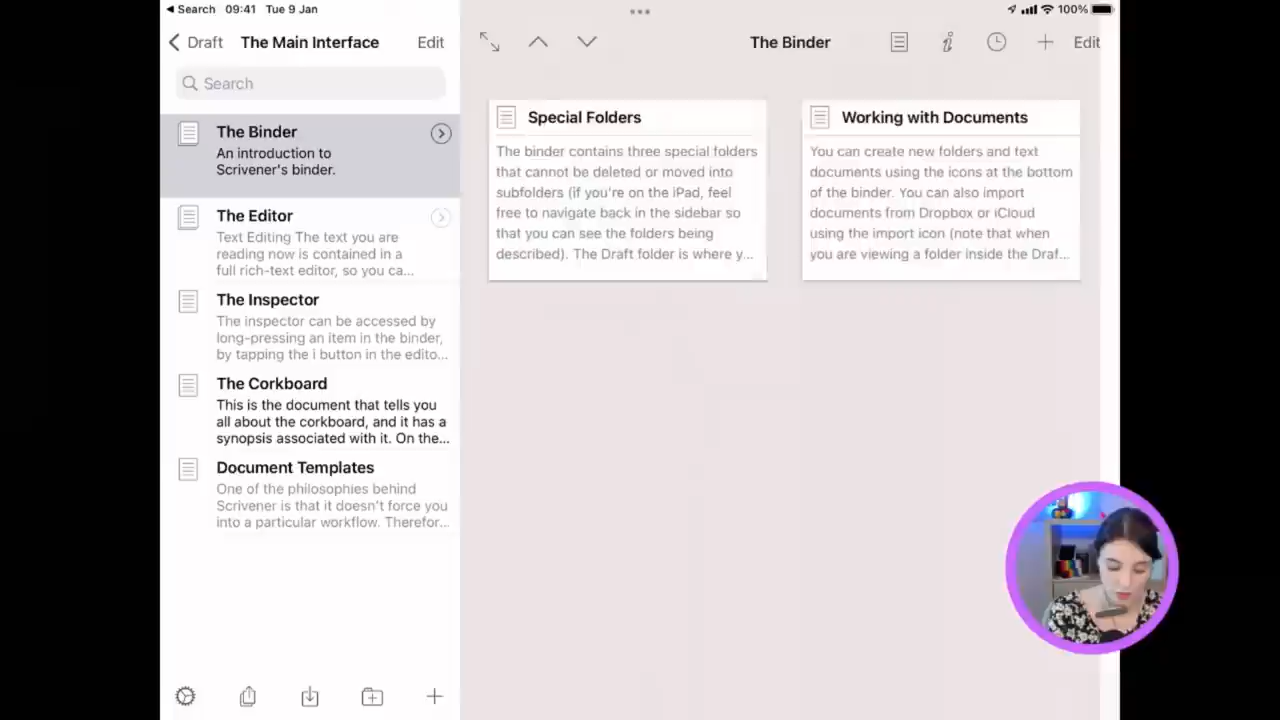 Search 09:41 Tue 9 Jan
100%
Draft The Main Interface Edit
The Binder Edit
Search
The Binder
An introduction to
Scrivener's binder.
The Editor
Text Editing The text you are
reading now is contained in a
full rich-text editor, so you ca...
The Inspector
The inspector can be accessed by
long-pressing an item in the binder,
by tapping the i button in the edito...
The Corkboard
This is the document that tells you
all about the corkboard, and it has a
synopsis associated with it. On the...
Document Templates
One of the philosophies behind
Scrivener is that it doesn't force you
into a particular workflow. Therefor...
Special Folders
The binder contains three special folders
that cannot be deleted or moved into
subfolders (if you're on the iPad, feel
free to navigate back in the sidebar so
that you can see the folders being
described). The Draft folder is where y...
Working with Documents
You can create new folders and text
documents using the icons at the bottom
of the binder. You can also import
documents from Dropbox or iCloud
using the import icon (note that when
you are viewing a folder inside the Draf...